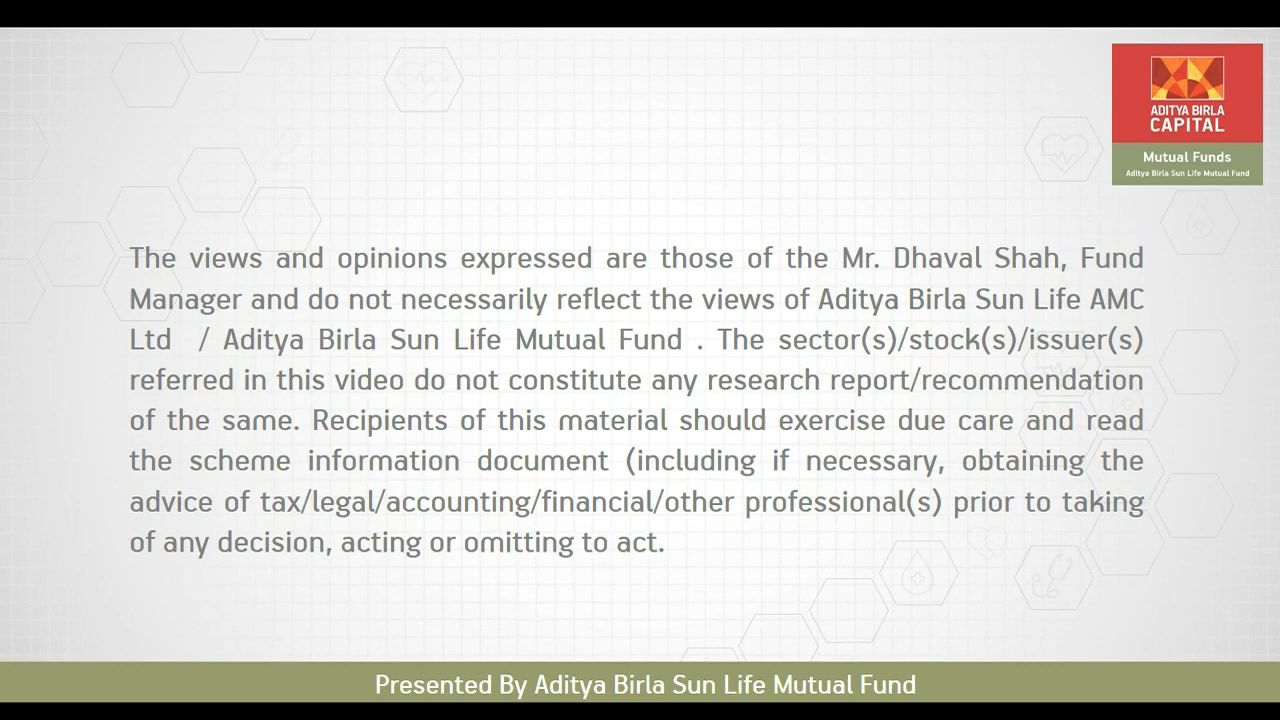 ADITYA BIRLA
CAPITAL
Mutual Funds
Aditya Birla Sun Life Mutual Fund
The views and opinions expressed are those of the Mr. Dhaval Shah, Fund
Manager and do not necessarily reflect the views of Aditya Birla Sun Life AMC
Ltd / Aditya Birla Sun Life Mutual Fund . The sector(s)/stock(s)/issuer(s)
referred in this video do not constitute any research report/recommendation
of the same. Recipients of this material should exercise due care and read
the scheme information document (including if necessary, obtaining the
advice of tax/legal/accounting/financial/other professional(s) prior to taking
of any decision, acting or omitting to act.
Presented By Aditya Birla Sun Life Mutual Fund